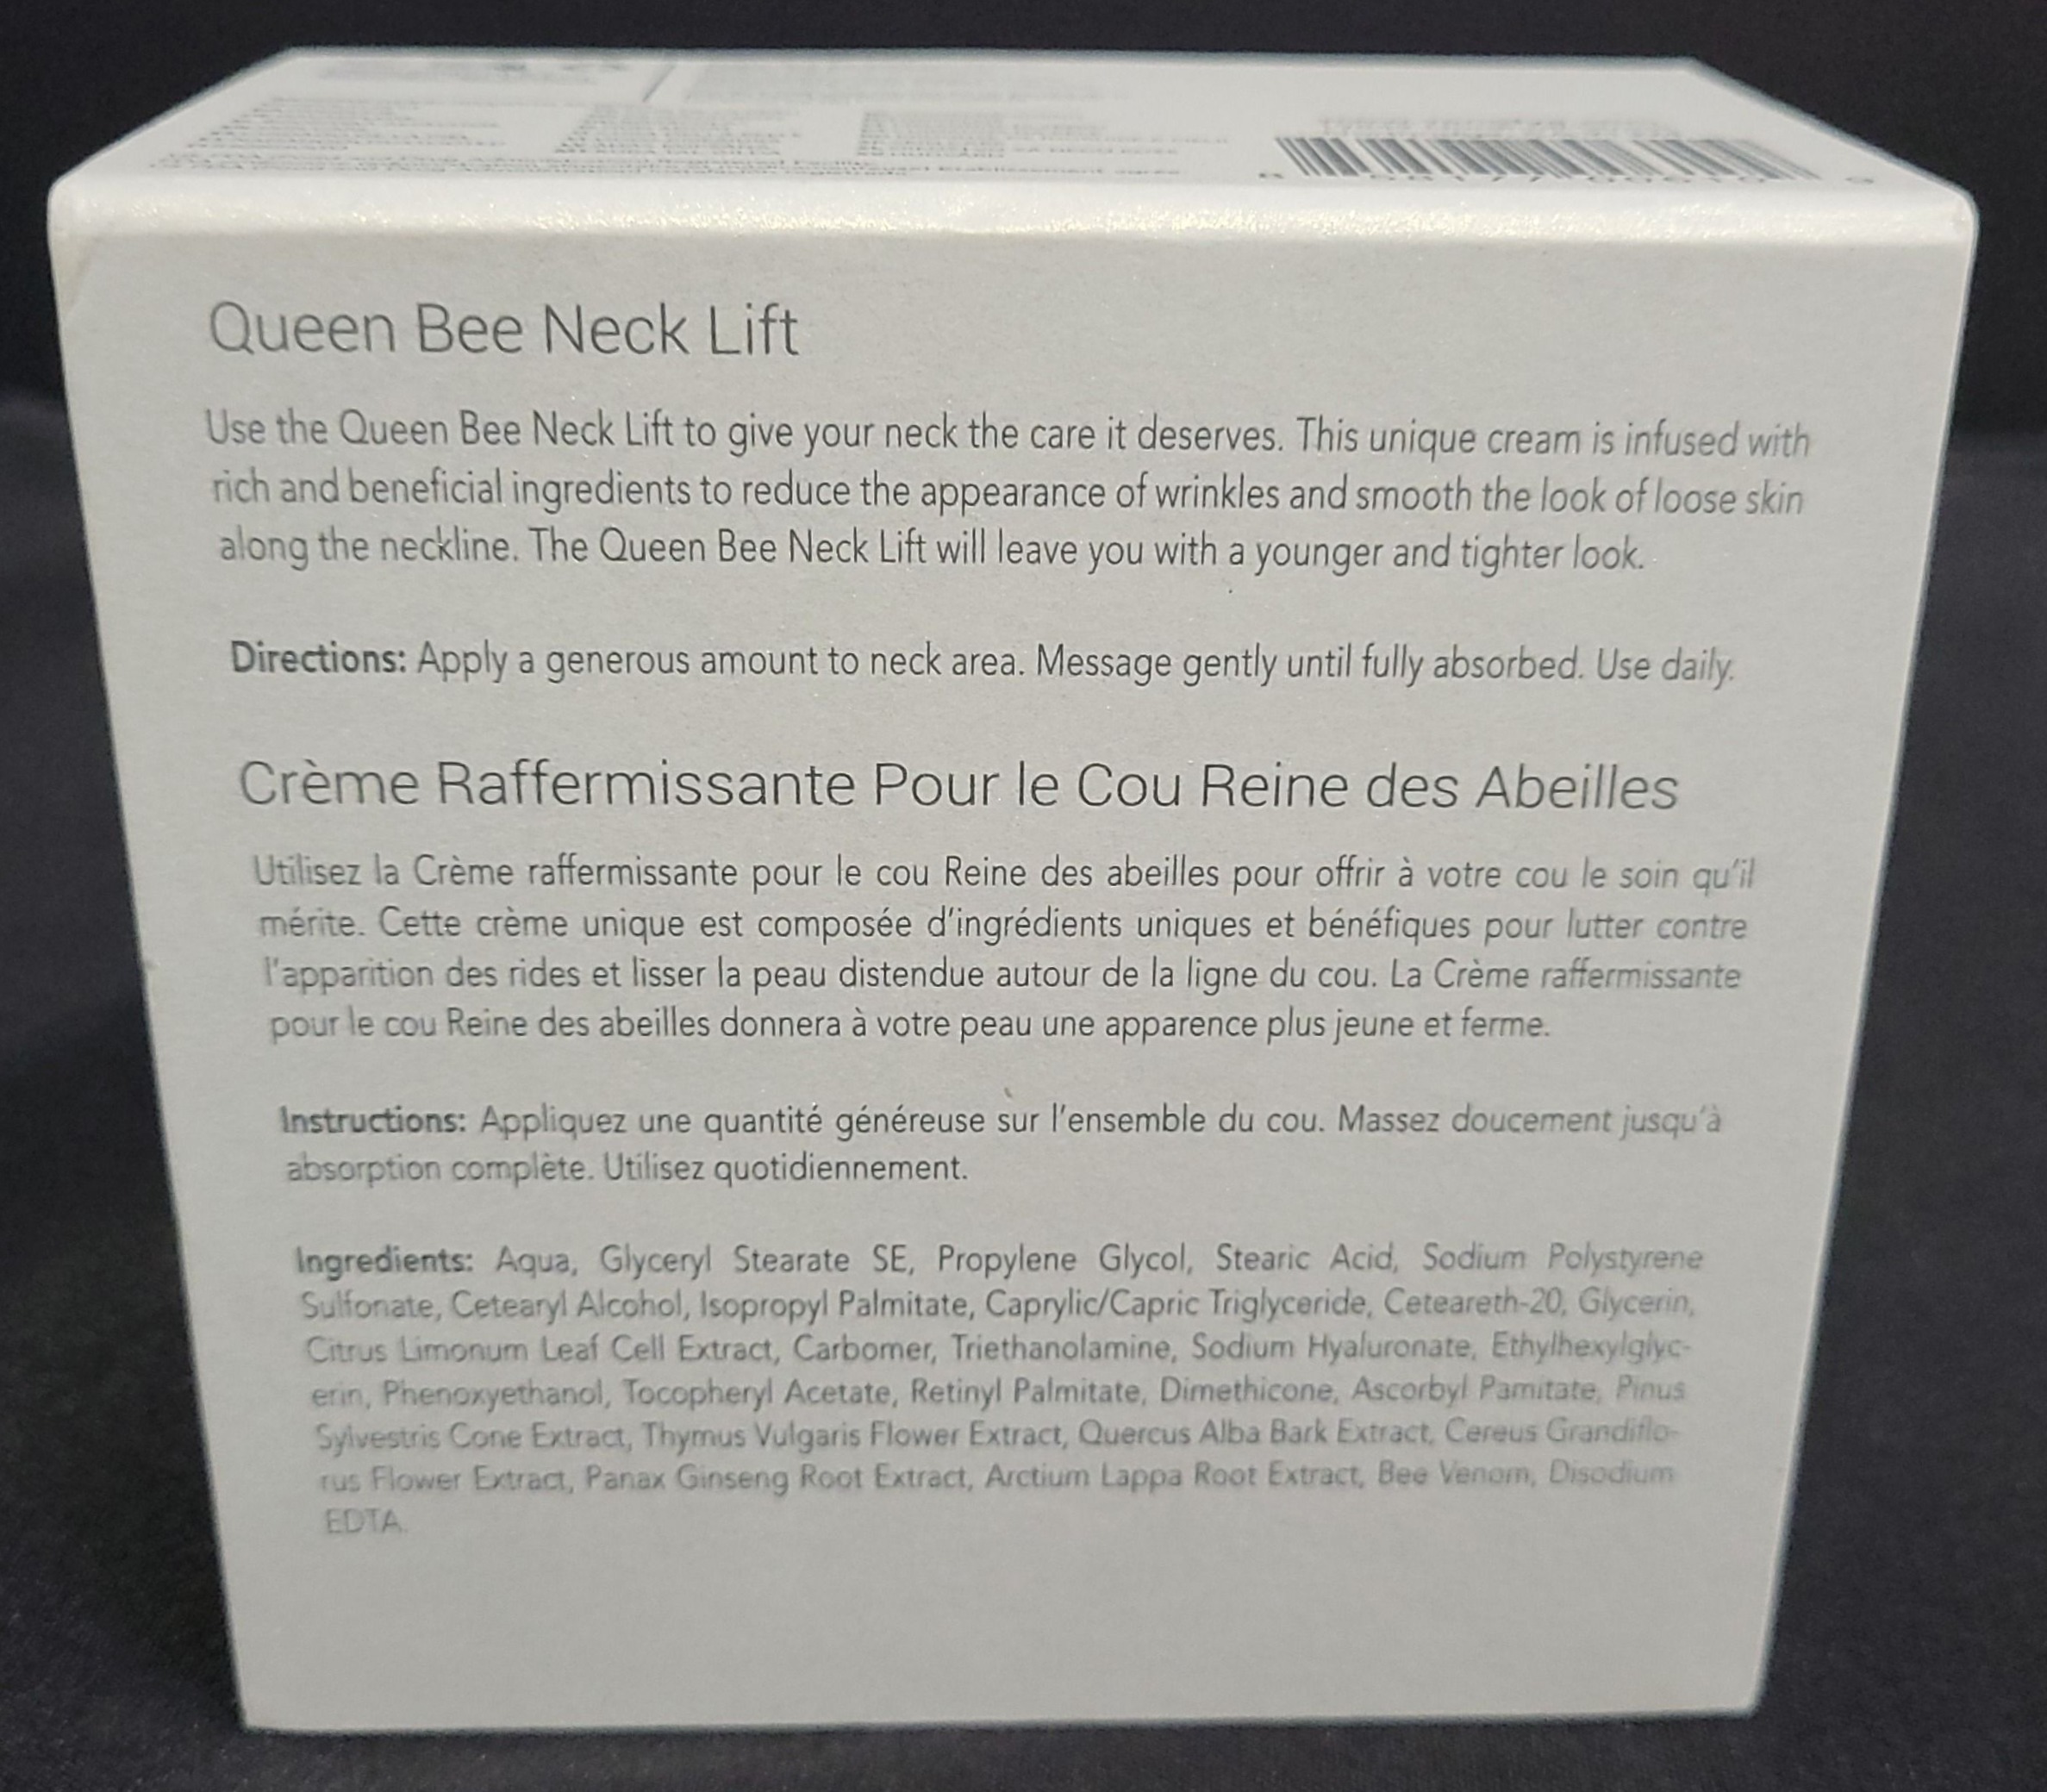 Queen Bee Neck Lift
Use the Queen Bee Neck Lift to give your neck the care it deserves. This unique cream is infused with
rich and beneficial ingredients to reduce the appearance of wrinkles and smooth the look of loose skin
along the neckline. The Queen Bee Neck Lift will leave you with a younger and tighter look.
Directions: Apply a generous amount to neck area. Message gently until fully absorbed. Use daily.
Crème Raffermissante Pour le Cou Reine des Abeilles
Utilisez la Crème raffermissante pour le cou Reine des abeilles pour offrir à votre cou le soin qu'il
mérite. Cette crème unique est composée d'ingrédients uniques et bénéfiques pour lutter contre
l'apparition des rides et lisser la peau distendue autour de la ligne du cou. La Crème raffermissante
pour le cou Reine des abeilles donnera à votre peau une apparence plus jeune et ferme.
Instructions: Appliquez une quantité généreuse sur l'ensemble du cou. Massez doucement jusqu'à
absorption complète. Utilisez quotidiennement.
Ingredients: Aqua, Glyceryl Stearate SE, Propylene Glycol, Stearic Acid, Sodium Polystyrene
Sulfonate, Cetearyl Alcohol, Isopropyl Palmitate, Caprylic/Capric Triglyceride, Ceteareth-20, Glycerin,
Citrus Limonum Leaf Cell Extract, Carbomer, Triethanolamine, Sodium Hyaluronate, Ethylhexylglyc-
erin, Phenoxyethanol, Tocopheryl Acetate, Retinyl Palmitate, Dimethicone, Ascorbyl Pamitate, Pinus
Sylvestris Cone Extract, Thymus Vulgaris Flower Extract, Quercus Alba Bark Extract, Cereus Grandiflo-
rus Flower Extract, Panax Ginseng Root Extract, Arctium Lappa Root Extract, Bee Venom, Disodium
EDTA.